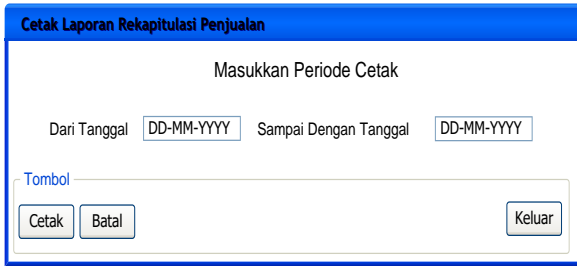 Cetak Laporan Rekapitulasi Penjualan
Masukkan Periode Cetak
Dari Tanggal DD-MM-YYYY Sampai Dengan Tanggal DD-MM-YYYY
Tombol
Cetak Batal Keluar